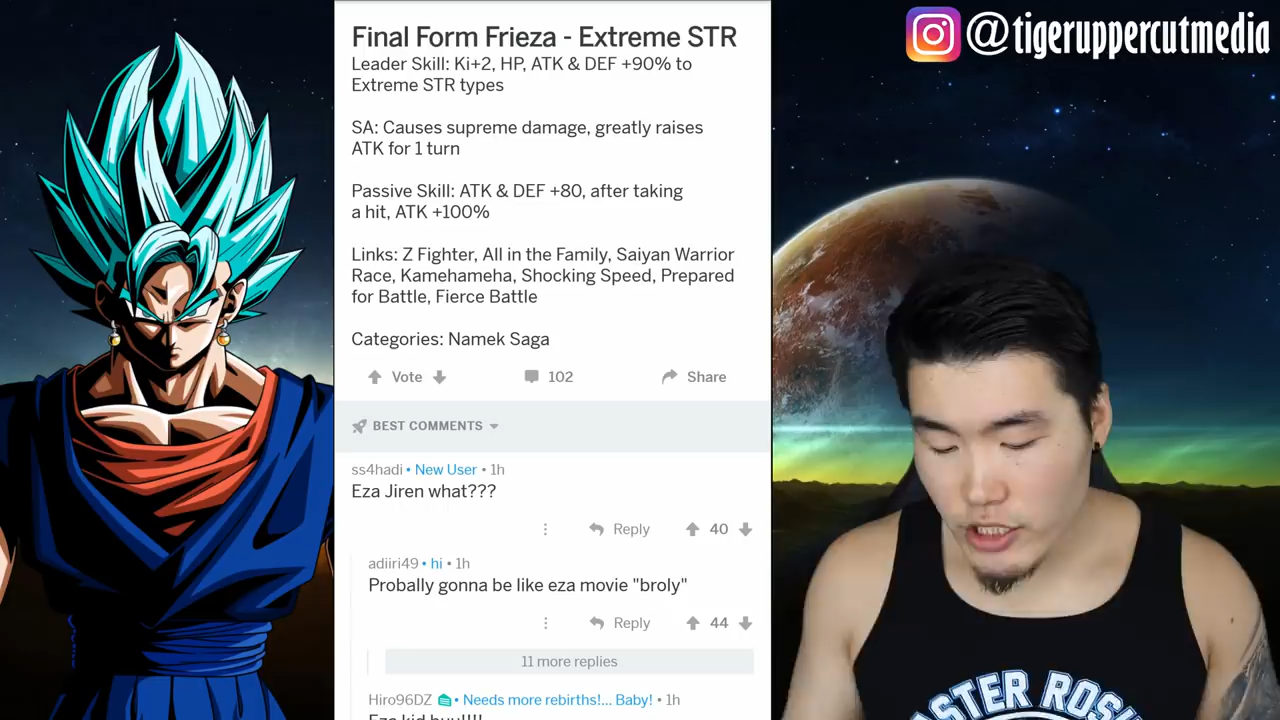 @tigeruppercutmedia
Final Form Frieza - Extreme STR
Leader Skill: Ki+2, HP, ATK & DEF +90% to
Extreme STR types
SA: Causes supreme damage, greatly raises
ATK for 1 turn
Passive Skill: ATK & DEF +80, after taking
a hit, ATK +100%
Links: Z Fighter, All in the Family, Saiyan Warrior
Race, Kamehameha, Shocking Speed, Prepared
for Battle, Fierce Battle
Categories: Namek Saga
Vote 102 Share
BEST COMMENTS
ss4hadi • New User • 1h
Eza Jiren what???
Reply 40
adiiri49 • hi • 1h
Probally gonna be like eza movie "broly"
Reply 44
11 more replies
Hiro96DZ • Needs more rebirths!... Baby! • 1h